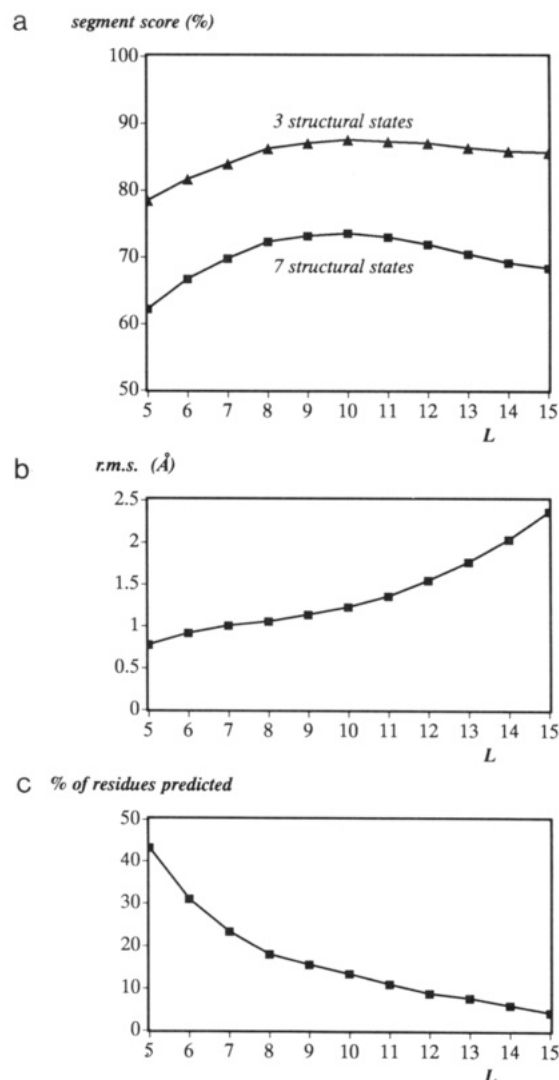 a segment score (%)
100
90
80
70
60
50
3 structural states
7 structural states
5 6 7 8 9 10 11 12 13 14 15
L
b r.m.s. (Å)
2.5
2
1.5
1
0.5
0
5 6 7 8 9 10 11 12 13 14 15
L
c % of residues predicted
50
40
30
20
10
0
5 6 7 8 9 10 11 12 13 14 15
L